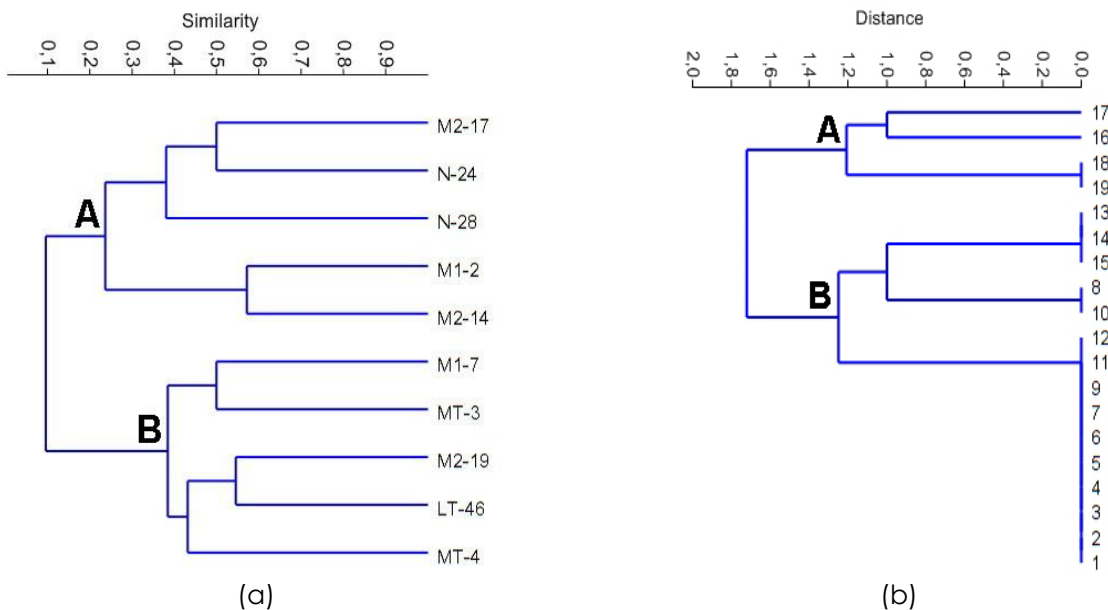 Similarity
0,1 0,2 0,3 0,4 0,5 0,6 0,7 0,8 0,9
M2-17
N-24
N-28
A
M1-2
M2-14
M1-7
MT-3
B
M2-19
LT-46
MT-4
(a)
Distance
2,0 1,8 1,6 1,4 1,2 1,0 0,8 0,6 0,4 0,2 0,0
17
A
16
18
19
13
14
15
8
B
10
12
11
9
7
6
5
4
3
2
1
(b)